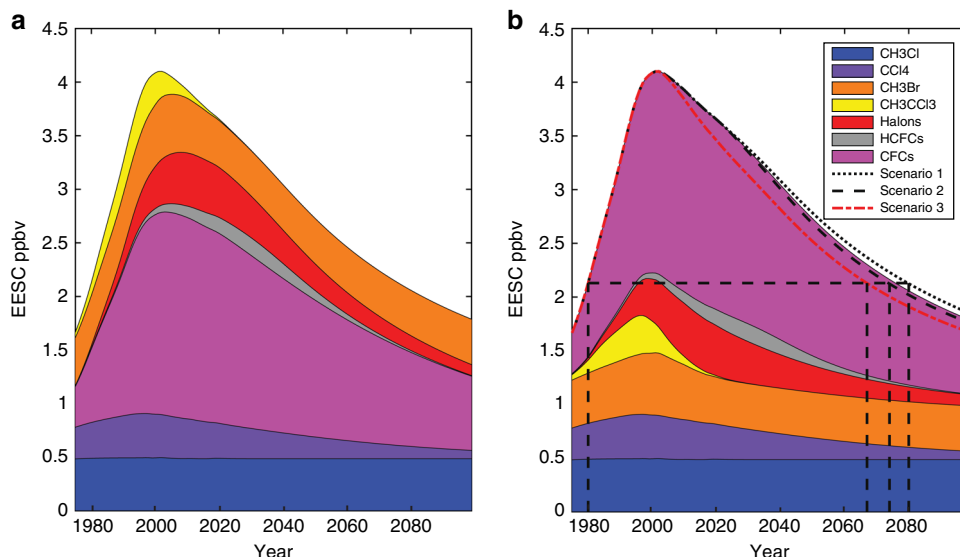 a
EESC ppbv
4.5
4
3.5
3
2.5
2
1.5
1
0.5
0
1980 2000 2020 2040 2060 2080
Year
b
EESC ppbv
4.5
4
3.5
3
2.5
2
1.5
1
0.5
0
1980 2000 2020 2040 2060 2080
Year
CH3Cl
CCl4
CH3Br
CH3CCl3
Halons
HCFCs
CFCs
Scenario 1
Scenario 2
Scenario 3